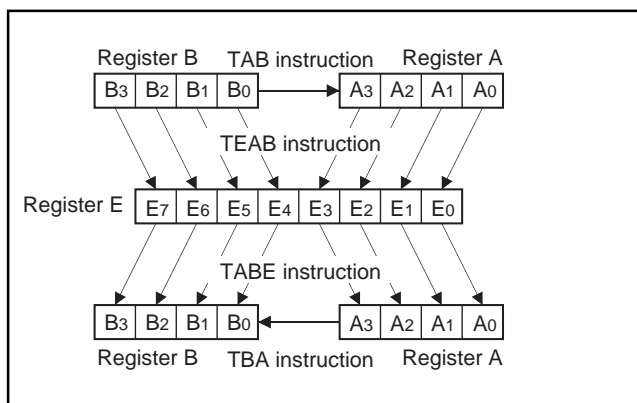 Register B TAB instruction Register A
B3 B2 B1 B0 A3 A2 A1 A0
TEAB instruction
Register E E7 E6 E5 E4 E3 E2 E1 E0
TABE instruction
B3 B2 B1 B0 A3 A2 A1 A0
Register B TBA instruction Register A